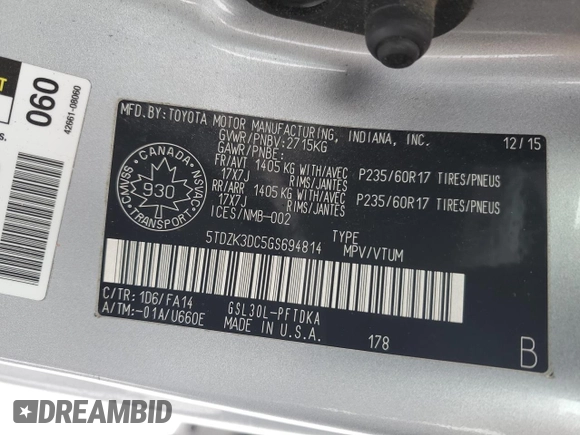 T
060
42661-08060
s.
MFD.BY:TOYOTA MOTOR MANUFACTURING, INDIANA, INC. 12/15
GVWR/PNBV:2715KG
GAWR/PNBE:
FR/AVT 1405 KG WITH/AVEC P235/60R17 TIRES/PNEUS
17X7J RIMS/JANTES
RR/ARR 1405 KG WITH/AVEC P235/60R17 TIRES/PNEUS
17X7J RIMS/JANTES
ICES/NMB-002
CANADA
CMVSS NSVAC
930
TRANSPORT
5TDZK3DC5GS694814 TYPE
MPV/VTUM
C/TR: 1D6/FA14
A/TM:-01A/U660E
GSL30L-PFTDKA
MADE IN U.S.A.
178
B
DREAMBID